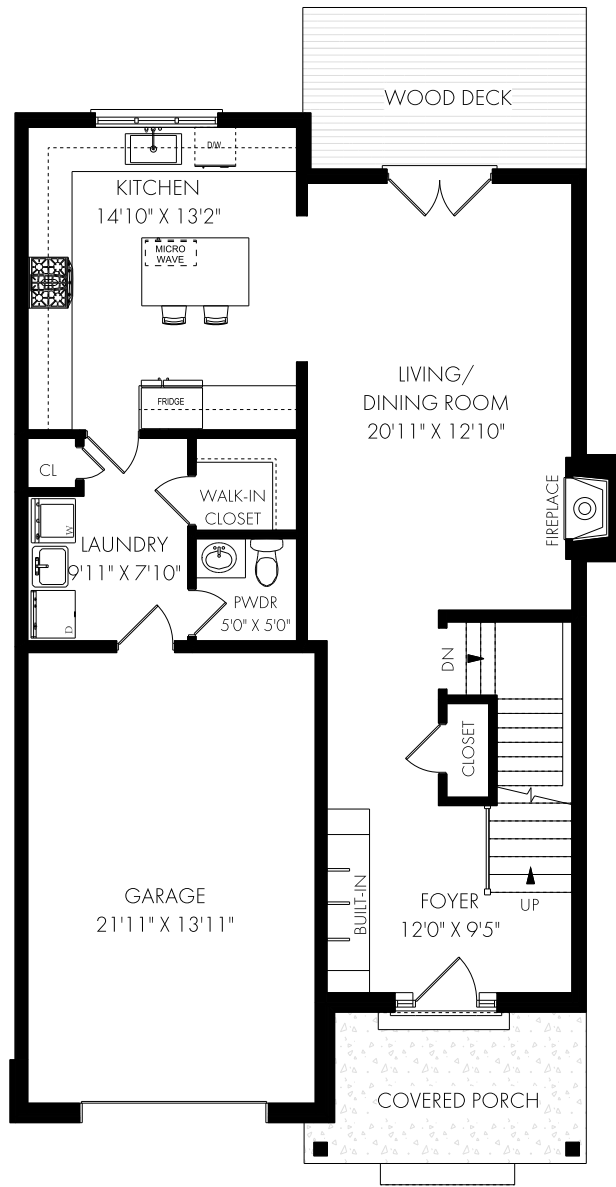 WOOD DECK
D/W
KITCHEN
14'10" X 13'2"
MICRO
WAVE
LIVING/
DINING ROOM
20'11" X 12'10"
FRIDGE
CL
WALK-IN
CLOSET
FIREPLACE
W
LAUNDRY
9'11" X 7'10"
PWDR
5'0" X 5'0"
D
DN
CLOSET
GARAGE
21'11" X 13'11"
BUILT-IN
FOYER
12'0" X 9'5"
UP
COVERED PORCH